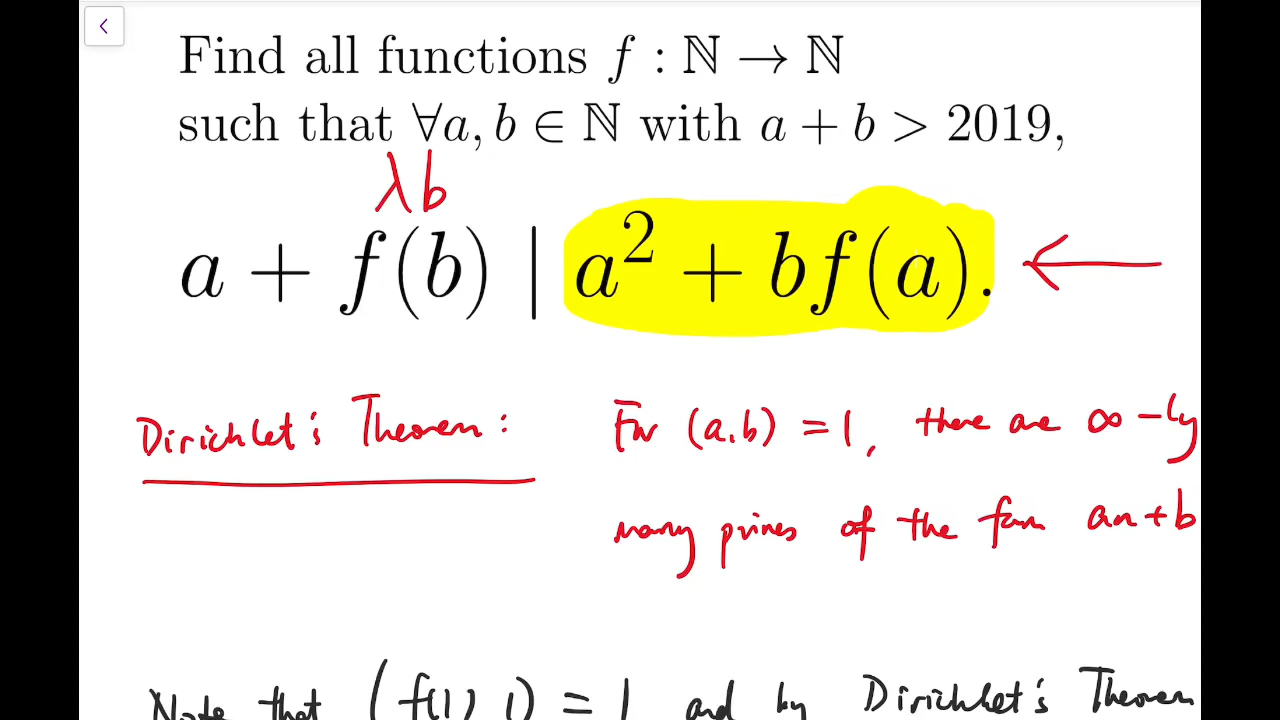 Find all functions f : ℕ → ℕ
such that ∀a, b ∈ ℕ with a + b > 2019,
λb
a + f(b) | a² + bf(a).
Dirichlet's Theorem: For (a,b) = 1, there are ∞-ly
many primes of the form an+b
Note that (f(1), 1) = 1 and by Dirichlet's Theorem